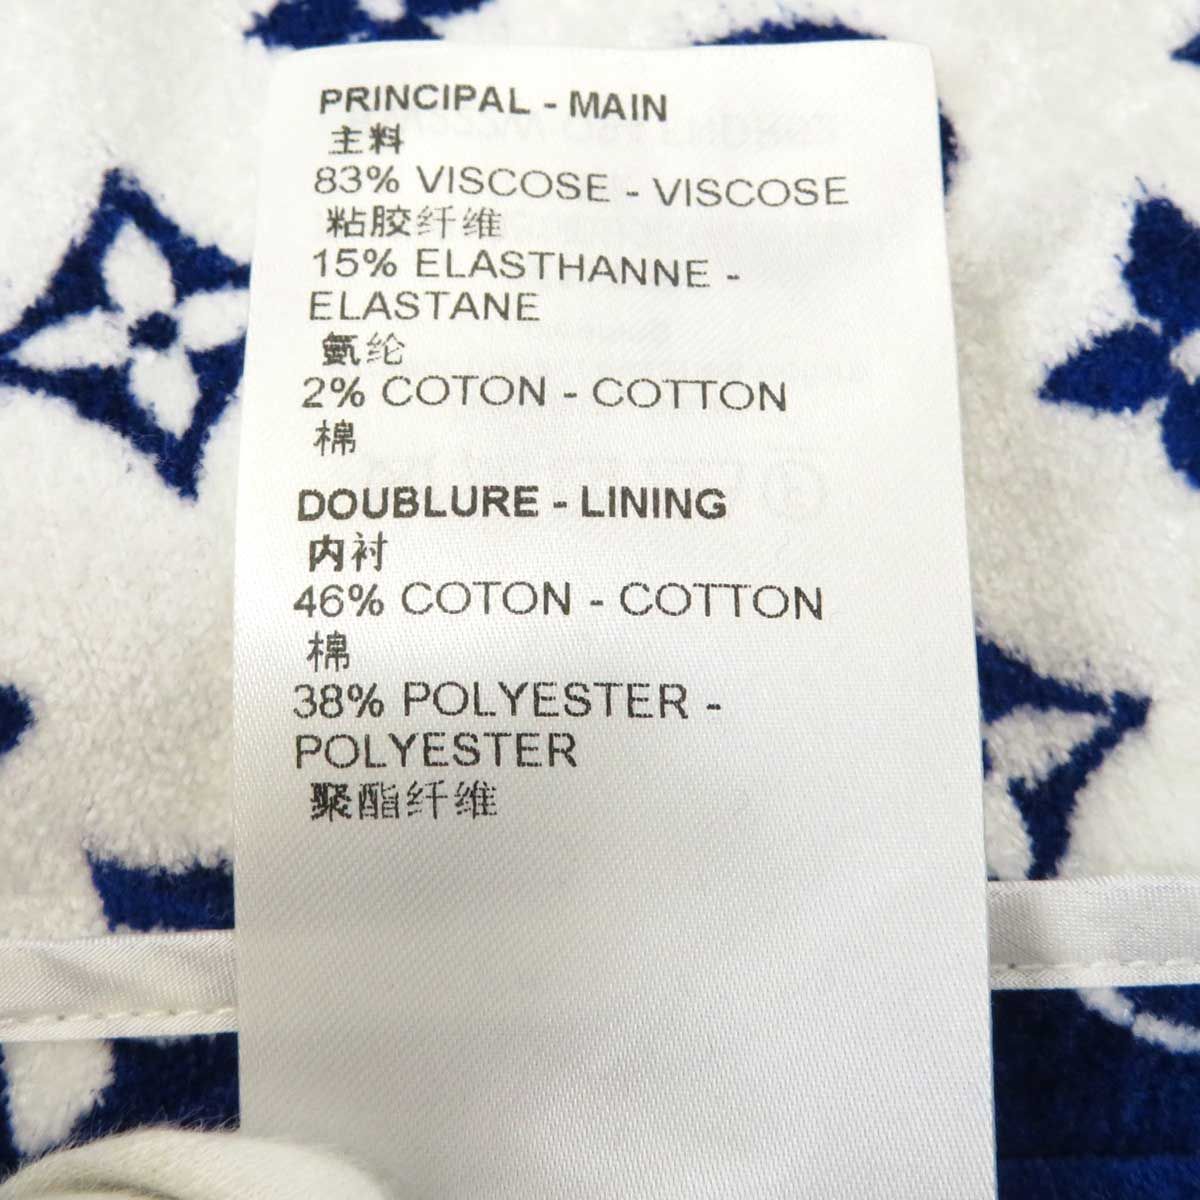 PRINCIPAL - MAIN
主料
83% VISCOSE - VISCOSE
粘胶纤维
15% ELASTHANNE -
ELASTANE
氨纶
2% COTON - COTTON
棉
DOUBLURE - LINING
内衬
46% COTON - COTTON
棉
38% POLYESTER -
POLYESTER
聚酯纤维